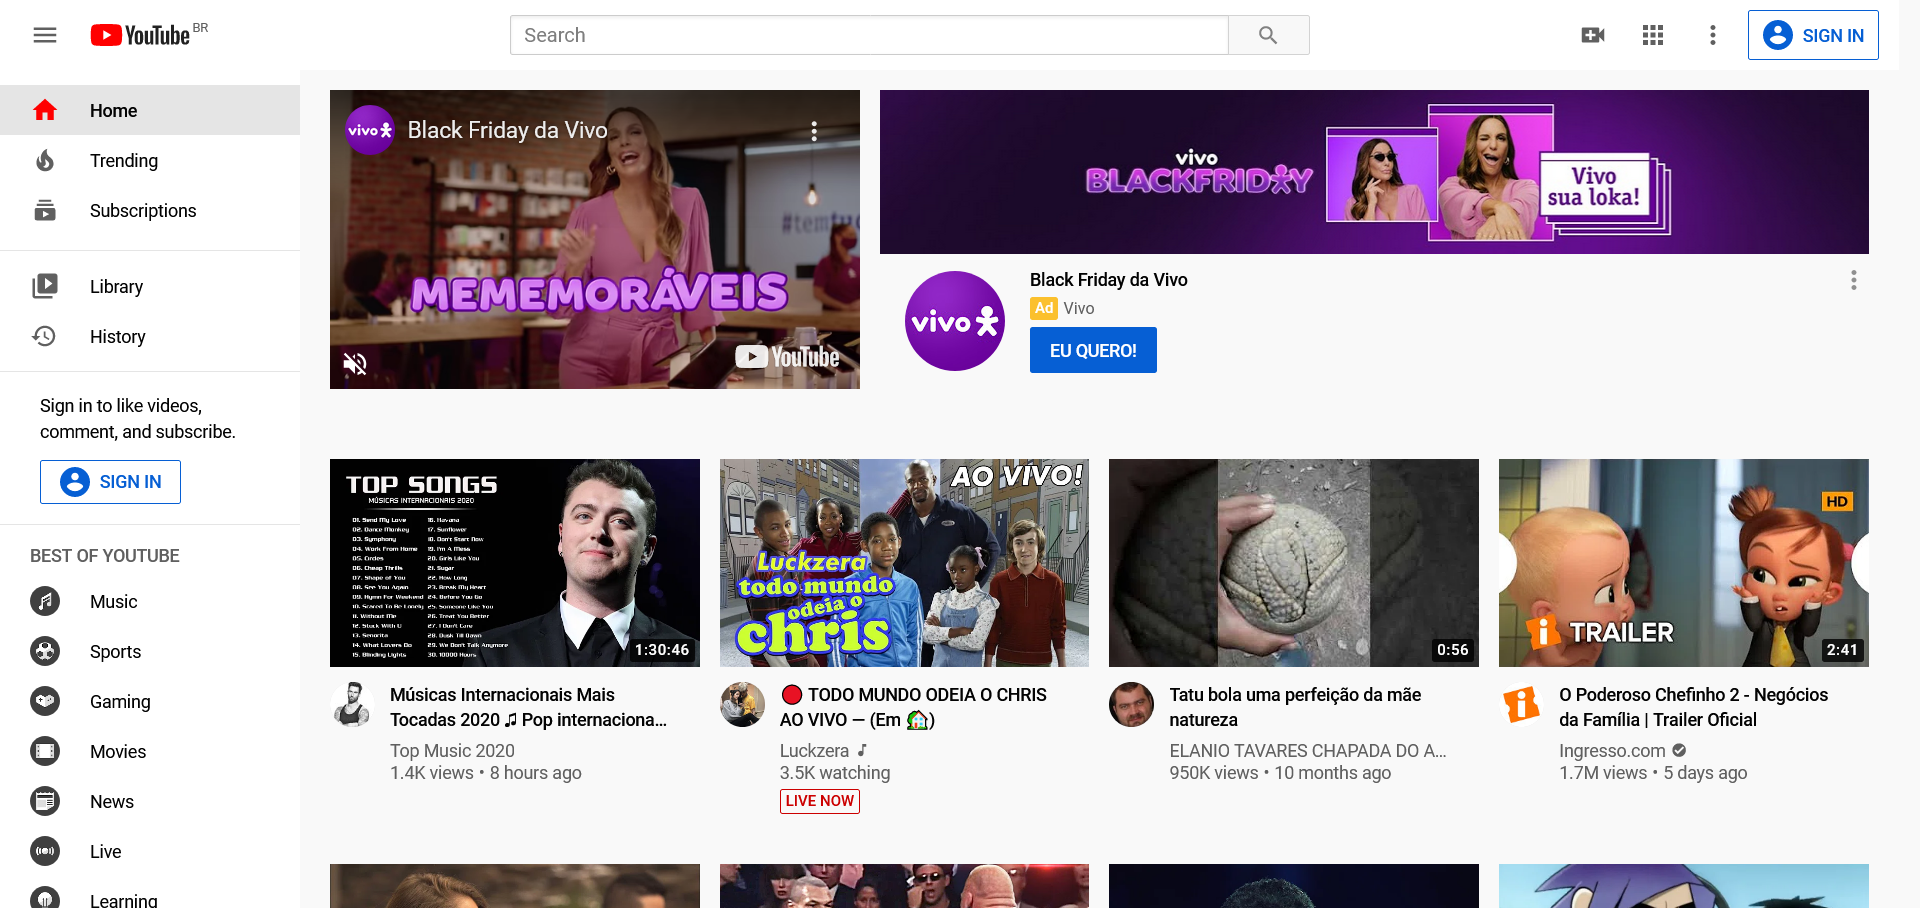 YouTube BR
Search
SIGN IN
Home
Trending
Subscriptions
Library
History
Sign in to like videos,
comment, and subscribe.
SIGN IN
BEST OF YOUTUBE
Music
Sports
Gaming
Movies
News
Live
Learning
vivo
Black Friday da Vivo
#temtu
MEMEMORÁVEIS
YouTube
vivo
BLACKFRIDAY
Vivo
sua loka!
vivo
Black Friday da Vivo
Ad Vivo
EU QUERO!
TOP SONGS
MÚSICAS INTERNACIONAIS 2020
01. Send My Love
02. Dance Monkey
03. Symphony
04. Work From Home
05. Circles
06. Cheap Thrills
07. Shape of You
08. See You Again
09. Hymn For Weekend
10. Scared To Be Lonely
11. Without Me
12. Stuck With U
13. Senorita
14. What Lovers Do
15. Blinding Lights
16. Havana
17. Sunflower
18. Don't Start Now
19. I'm A Mess
20. Girls Like You
21. Sugar
22. How Long
23. Break My Heart
24. Before You Go
25. Someone Like You
26. Treat You Better
27. I Don't Care
28. Dusk Till Dawn
29. We Don't Talk Anymore
30. 10000 Hours
1:30:46
Músicas Internacionais Mais
Tocadas 2020 🎵 Pop internaciona...
Top Music 2020
1.4K views • 8 hours ago
AO VIVO!
Luckzera
todo mundo
odeia o
chris
🔴 TODO MUNDO ODEIA O CHRIS
AO VIVO — (Em 🏡)
Luckzera
3.5K watching
LIVE NOW
0:56
Tatu bola uma perfeição da mãe
natureza
ELANIO TAVARES CHAPADA DO A...
950K views • 10 months ago
HD
TRAILER
2:41
O Poderoso Chefinho 2 - Negócios
da Família | Trailer Oficial
Ingresso.com
1.7M views • 5 days ago